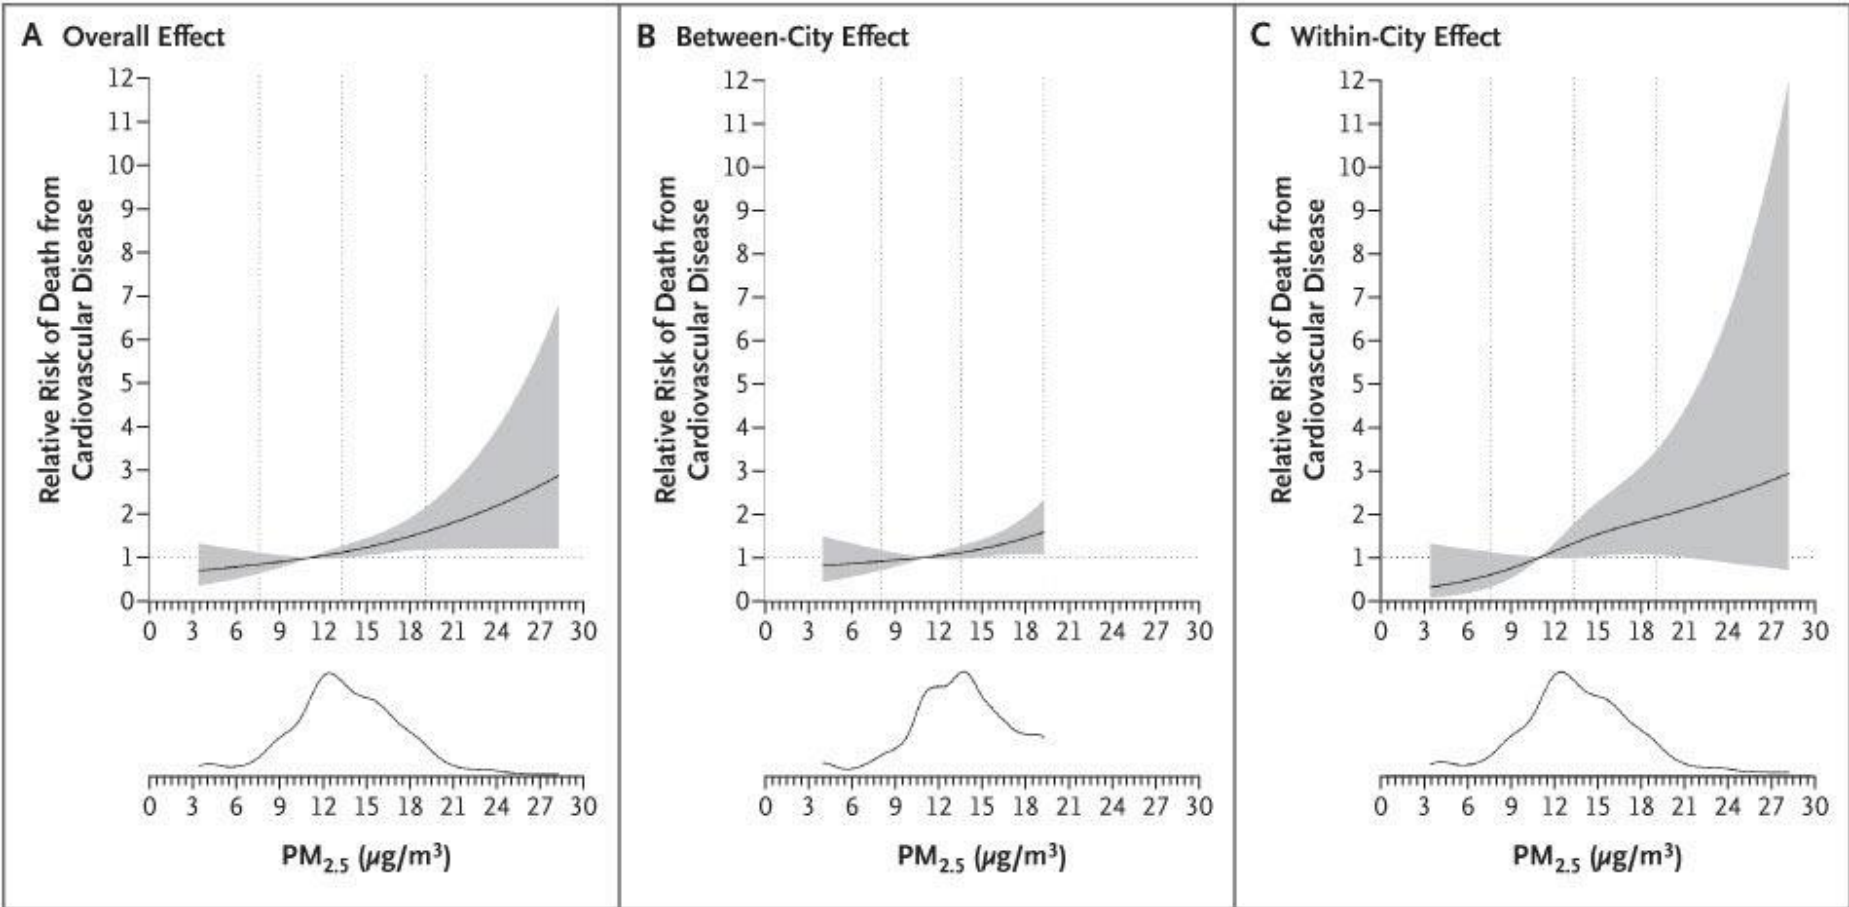 A Overall Effect
12
11
10
9
8
7
6
5
4
3
2
1
0
Relative Risk of Death from
Cardiovascular Disease
0 3 6 9 12 15 18 21 24 27 30
0 3 6 9 12 15 18 21 24 27 30
PM2.5 (μg/m³)
B Between-City Effect
12
11
10
9
8
7
6
5
4
3
2
1
0
Relative Risk of Death from
Cardiovascular Disease
0 3 6 9 12 15 18 21 24 27 30
0 3 6 9 12 15 18 21 24 27 30
PM2.5 (μg/m³)
C Within-City Effect
12
11
10
9
8
7
6
5
4
3
2
1
0
Relative Risk of Death from
Cardiovascular Disease
0 3 6 9 12 15 18 21 24 27 30
0 3 6 9 12 15 18 21 24 27 30
PM2.5 (μg/m³)